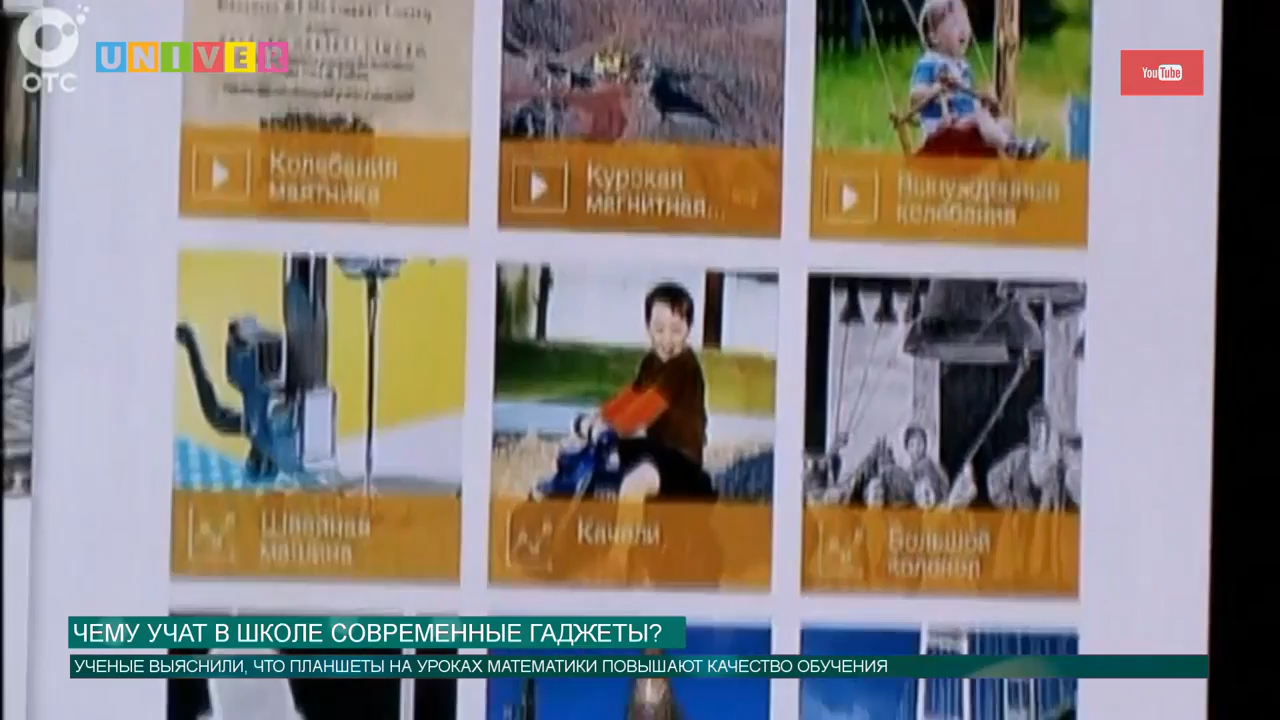 ОТС
UNIVER
YouTube
Колебания
маятника
Курская
магнитная...
Вынужденные
колебания
Швейная
машина
Качели
Большой
колокол
ЧЕМУ УЧАТ В ШКОЛЕ СОВРЕМЕННЫЕ ГАДЖЕТЫ?
УЧЕНЫЕ ВЫЯСНИЛИ, ЧТО ПЛАНШЕТЫ НА УРОКАХ МАТЕМАТИКИ ПОВЫШАЮТ КАЧЕСТВО ОБУЧЕНИЯ